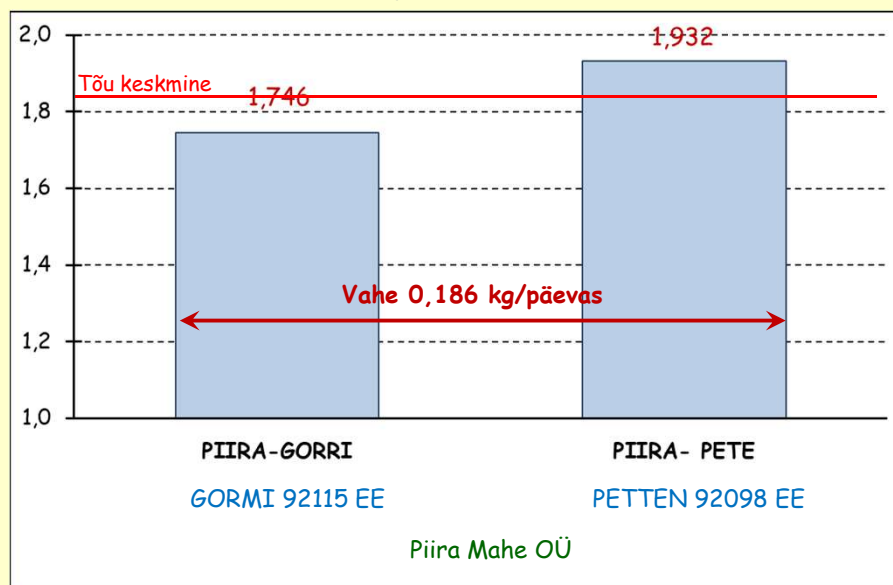 2,0
1,932
Tõu keskmine
1,746
1,8
1,6
1,4
Vahe 0,186 kg/päevas
1,2
1,0
PIIRA-GORRI
PIIRA- PETE
GORMI 92115 EE
PETTEN 92098 EE
Piira Mahe OÜ